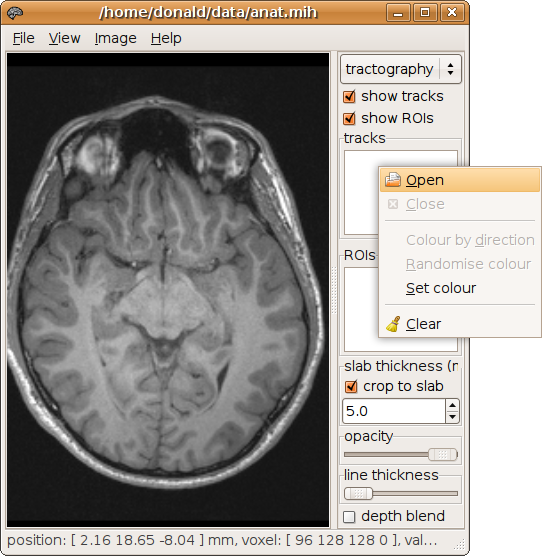 /home/donald/data/anat.mih
File View Image Help
tractography
show tracks
show ROIs
tracks
Open
Close
Colour by direction
ROIs
Randomise colour
Set colour
Clear
slab thickness (
crop to slab
5.0
opacity
line thickness
depth blend
position: [ 2.16 18.65 -8.04 ] mm, voxel: [ 96 128 128 0 ], val...